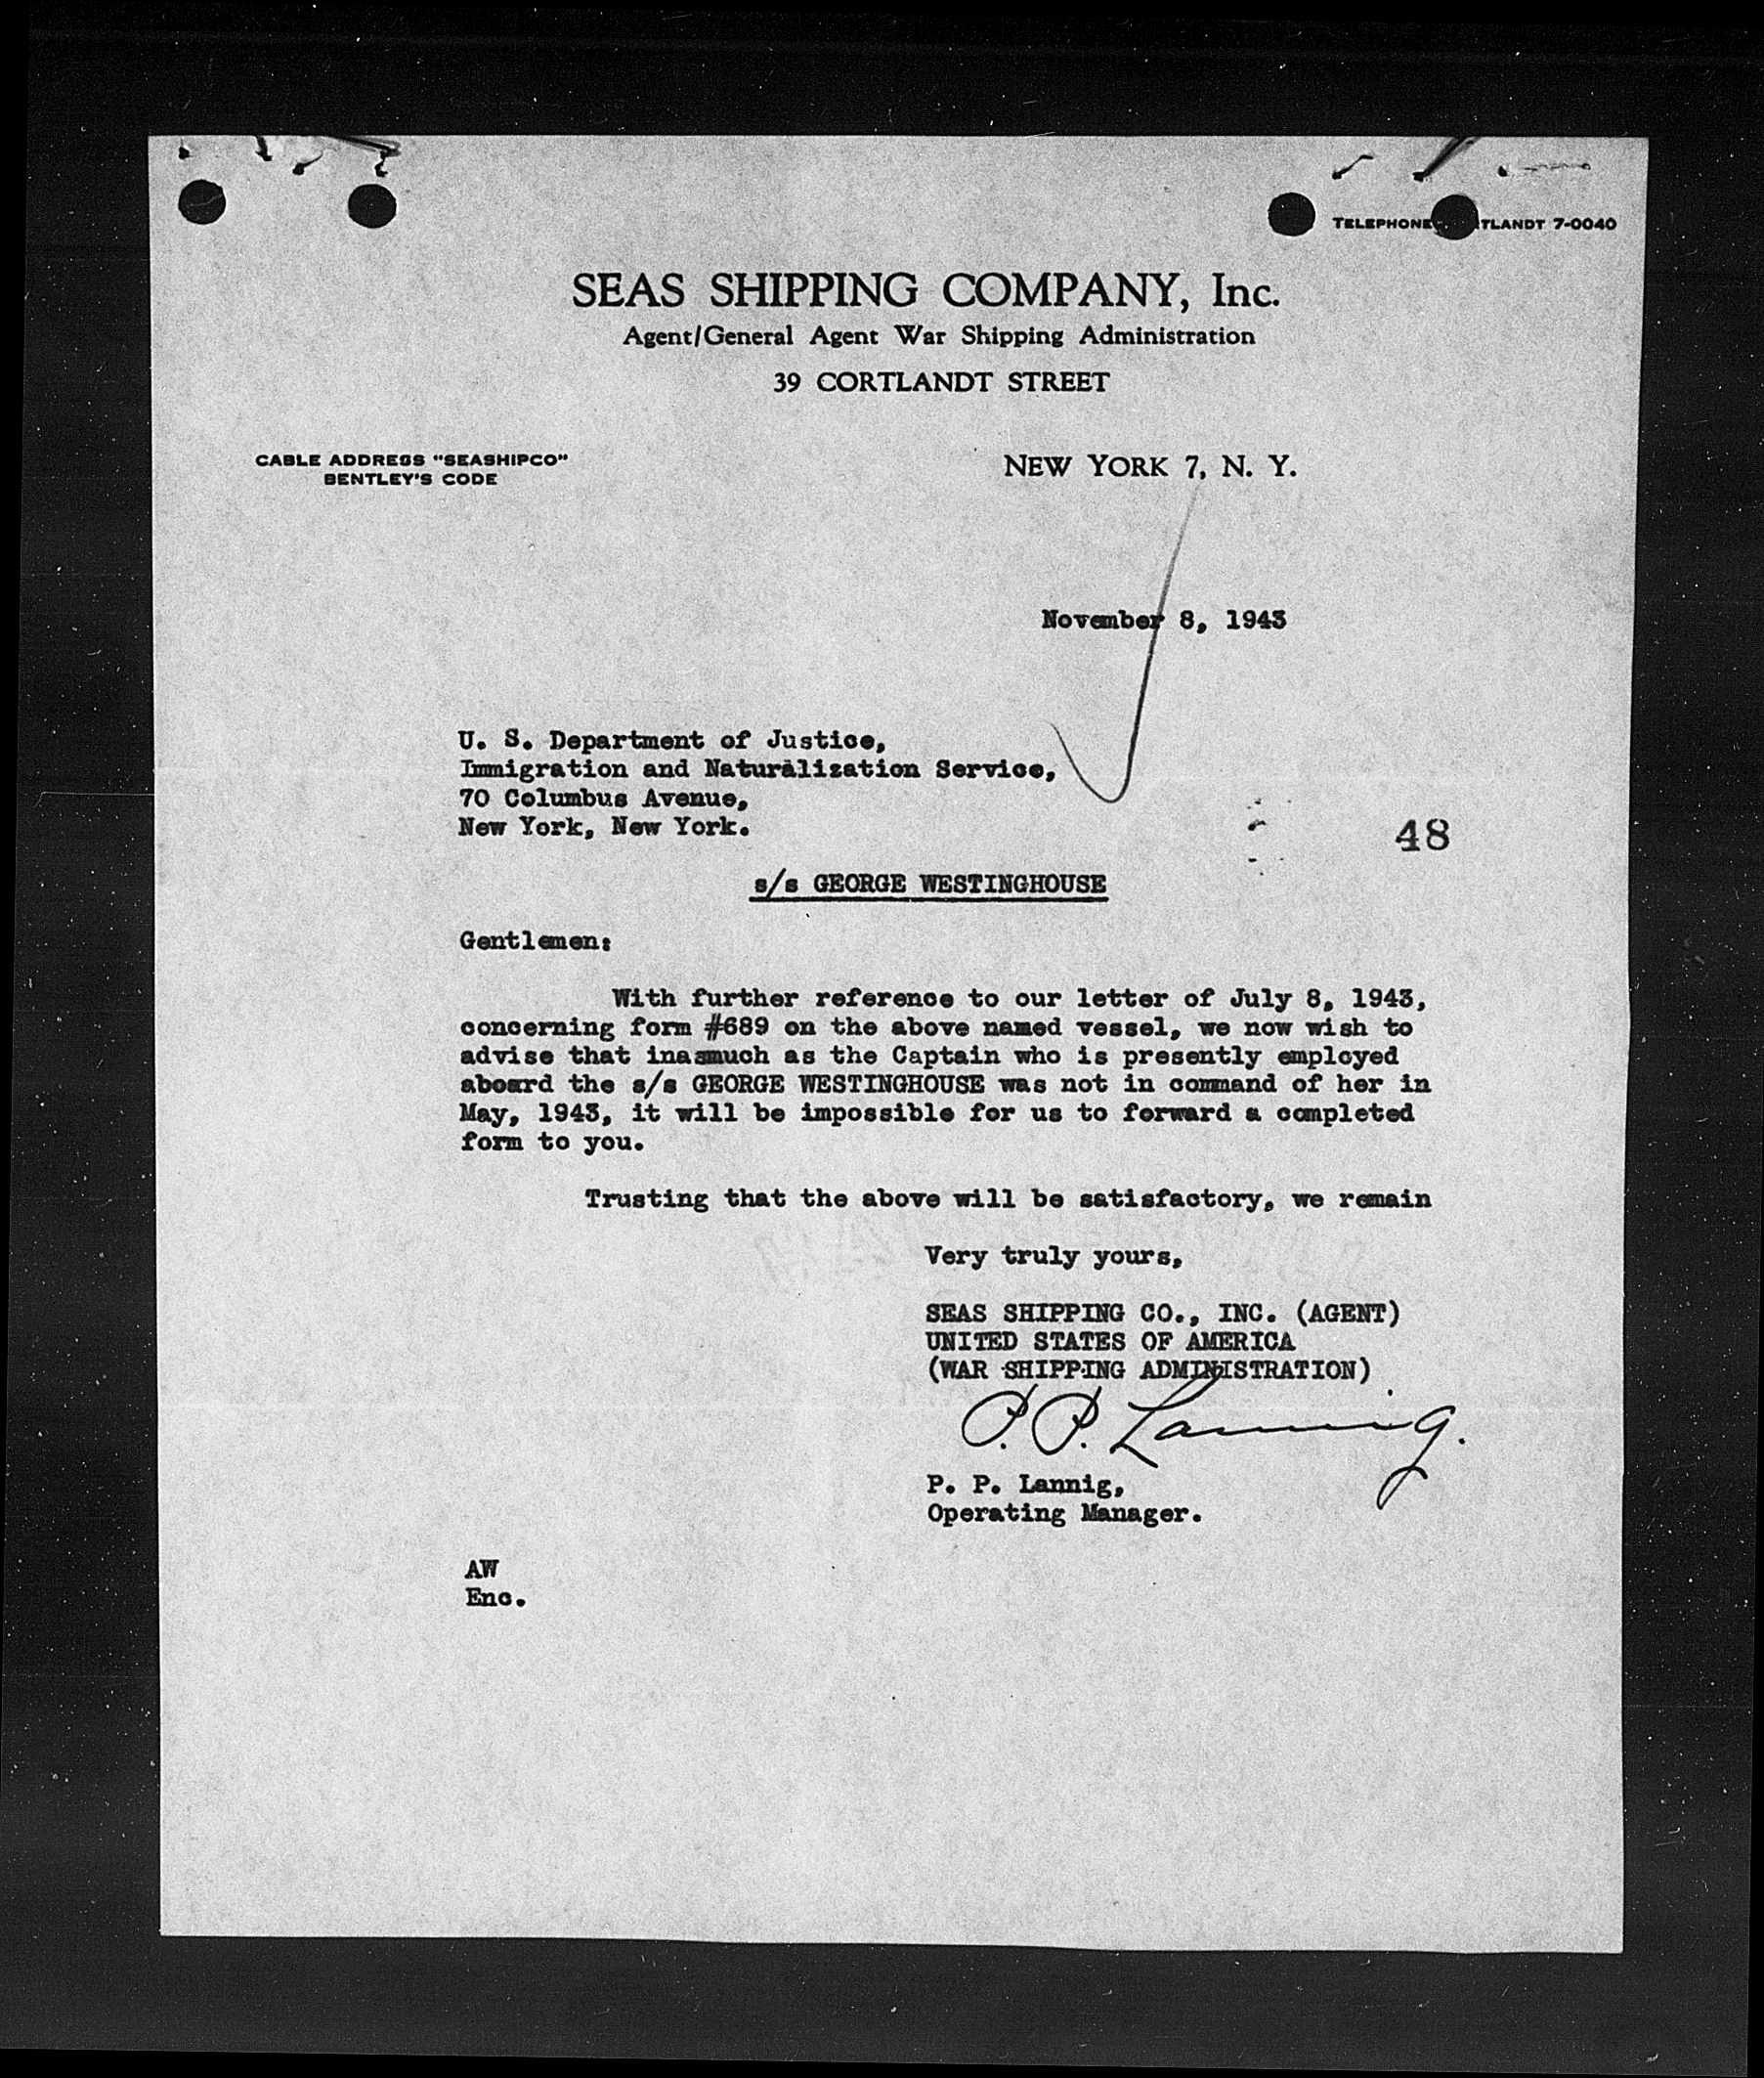 TELEPHONE TLANDT 7-0040
SEAS SHIPPING COMPANY, Inc.
Agent/General Agent War Shipping Administration
39 CORTLANDT STREET
CABLE ADDRESS "SEASHIPCO"
BENTLEY'S CODE
NEW YORK 7, N. Y.
November 8, 1943
U. S. Department of Justice,
Immigration and Naturalization Service,
70 Columbus Avenue,
New York, New York.
48
s/s GEORGE WESTINGHOUSE
Gentlemen:
With further reference to our letter of July 8, 1943,
concerning form #689 on the above named vessel, we now wish to
advise that inasmuch as the Captain who is presently employed
aboard the s/s GEORGE WESTINGHOUSE was not in command of her in
May, 1943, it will be impossible for us to forward a completed
form to you.
Trusting that the above will be satisfactory, we remain
Very truly yours,
SEAS SHIPPING CO., INC. (AGENT)
UNITED STATES OF AMERICA
(WAR SHIPPING ADMINISTRATION)
P. P. Lannig.
P. P. Lannig,
Operating Manager.
AW
Enc.